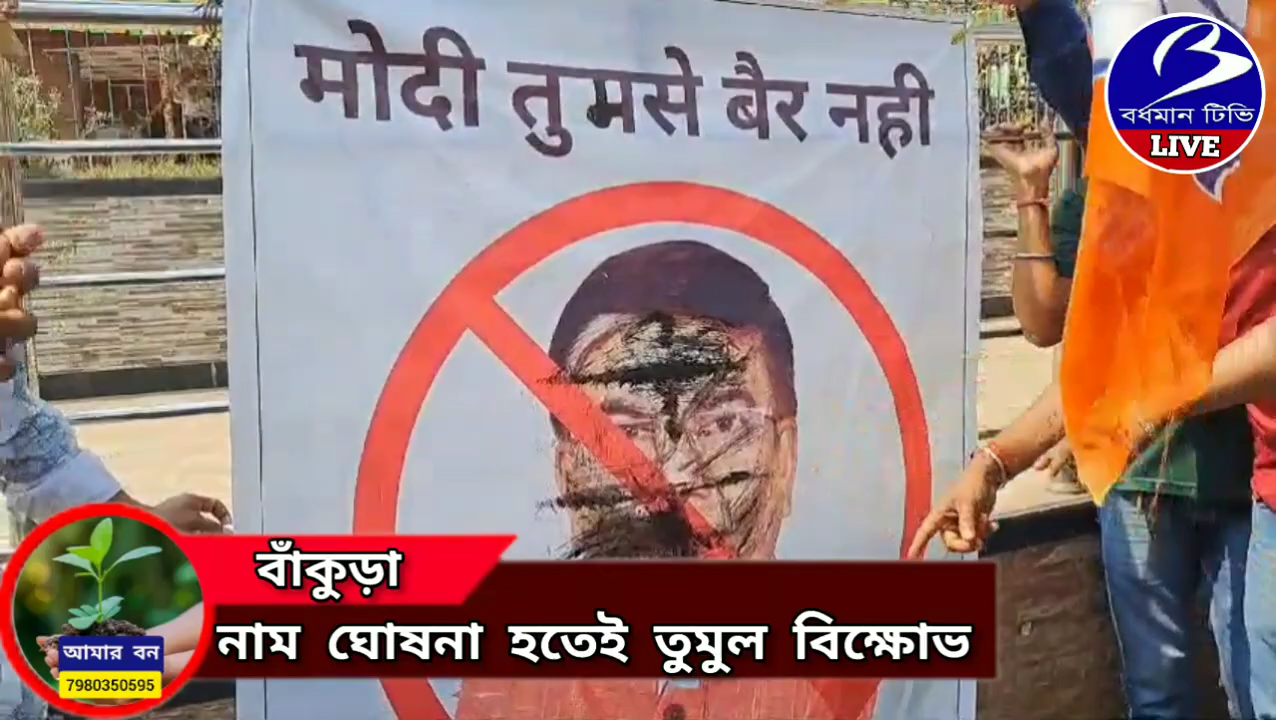 मोदी तुमसे बैर नही
বর্ধমান টিভি
LIVE
বাঁকুড়া
নাম ঘোষনা হতেই তুমুল বিক্ষোভ
আমার বন
7980350595